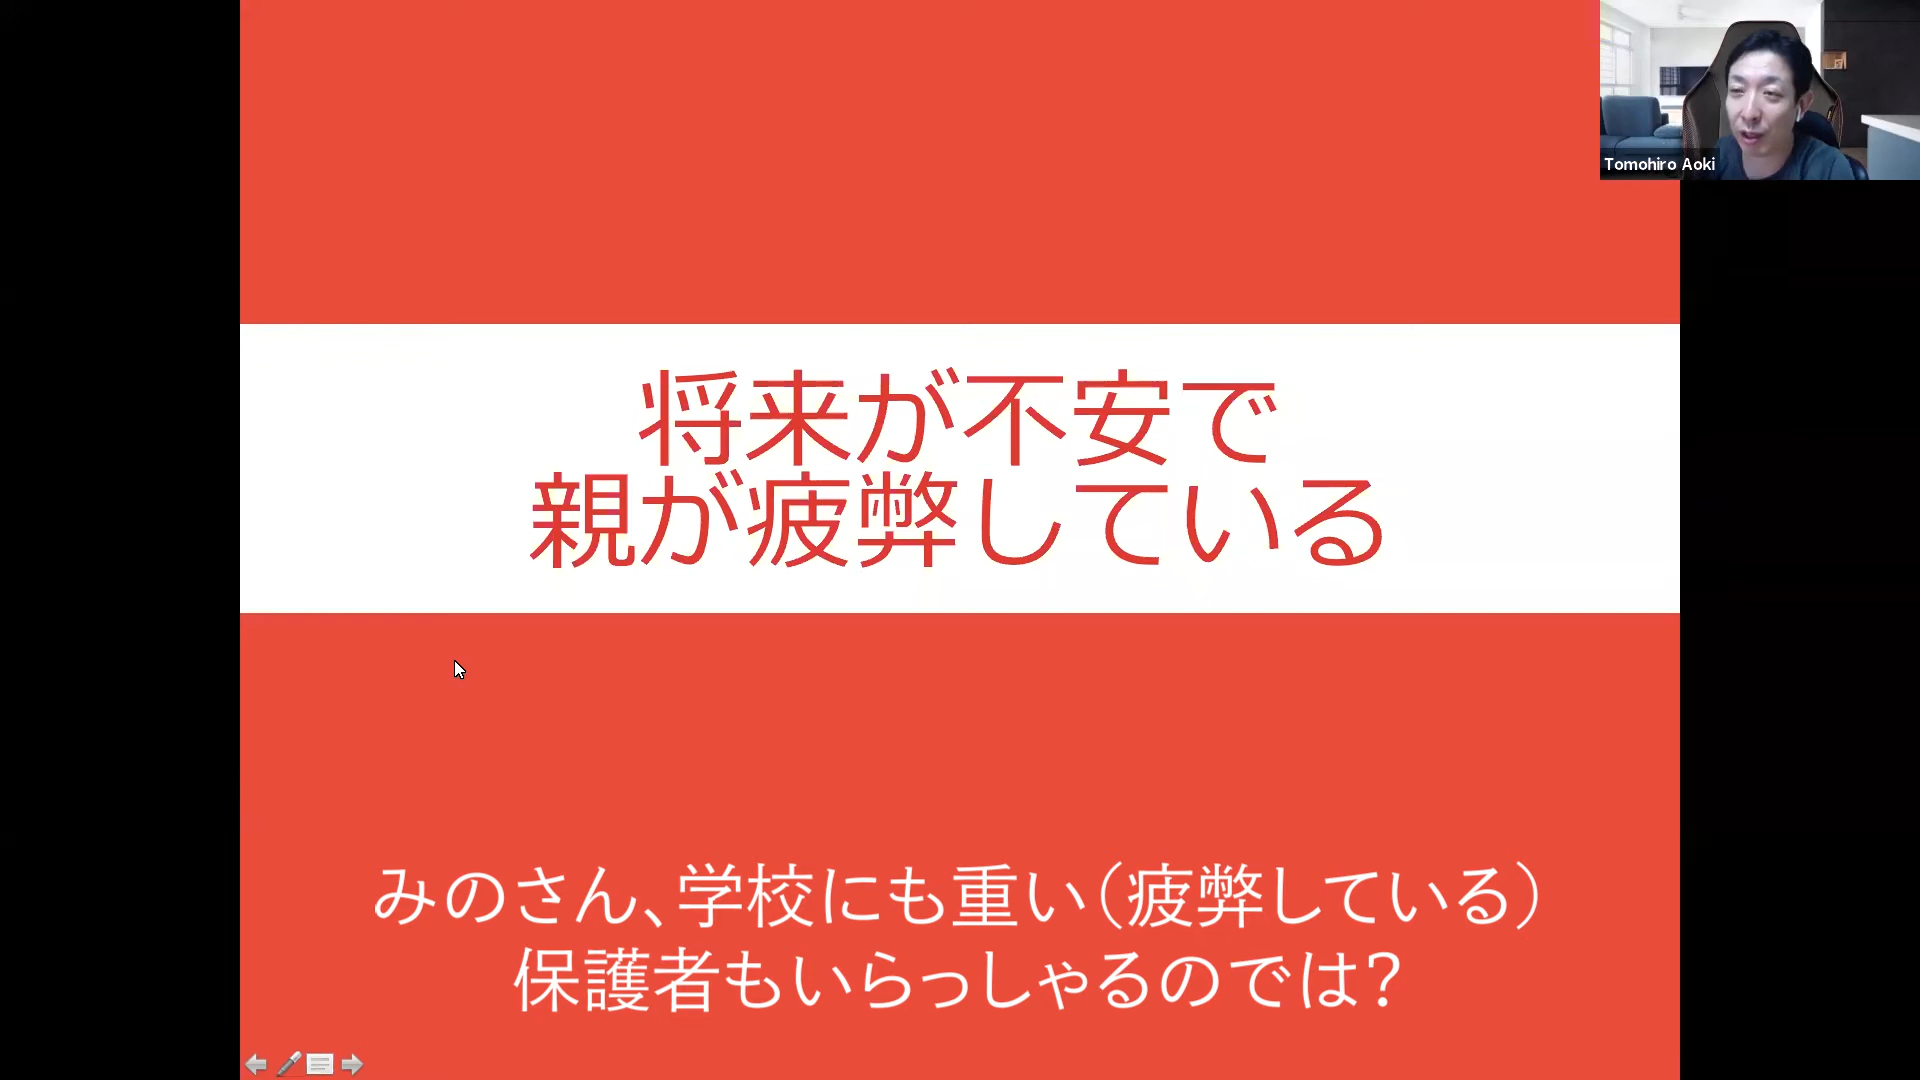 Tomohiro Aoki
将来が不安で
親が疲弊している
みのさん、学校にも重い(疲弊している)
保護者もいらっしゃるのでは?